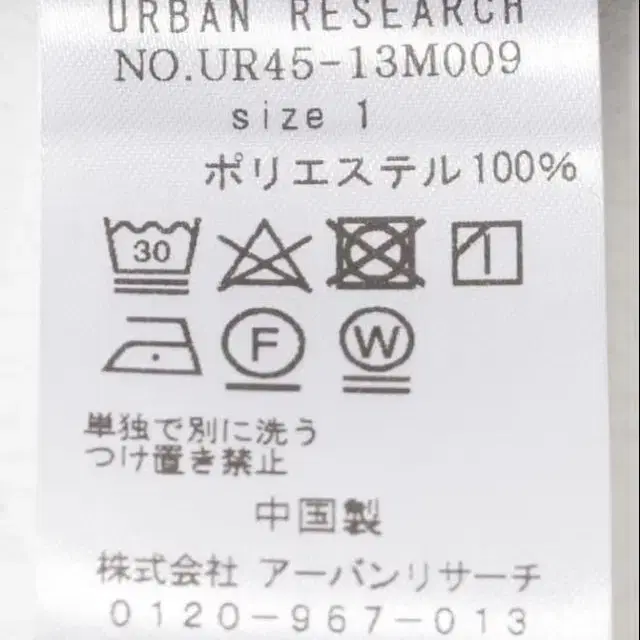 URBAN RESEARCH
NO.UR45-13M009
size 1
ポリエステル100%
30
F W
単独で別に洗う
つけ置き禁止
中国製
株式会社 アーバンリサーチ
0120-967-013